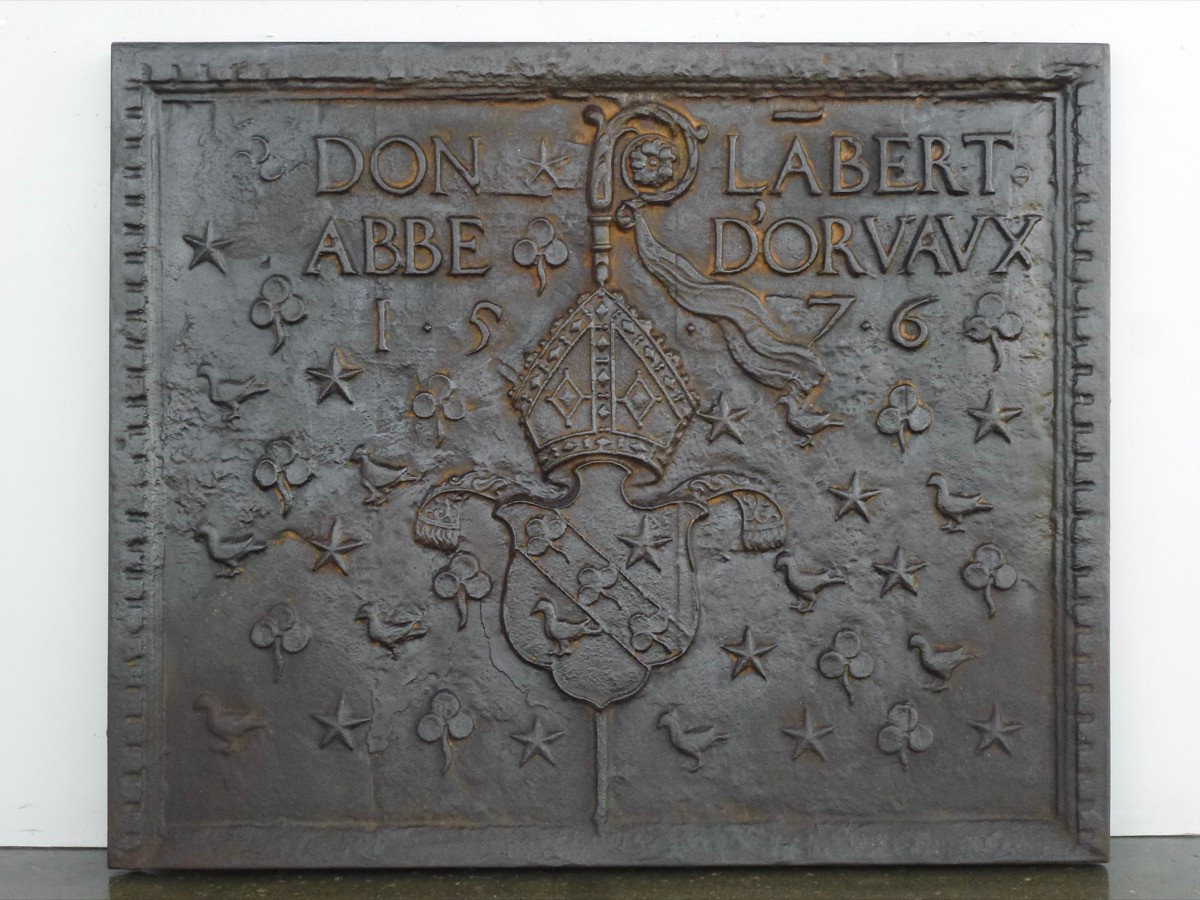 DON LĀBERT
ABBE D'ORVAVX
1·5·7·6